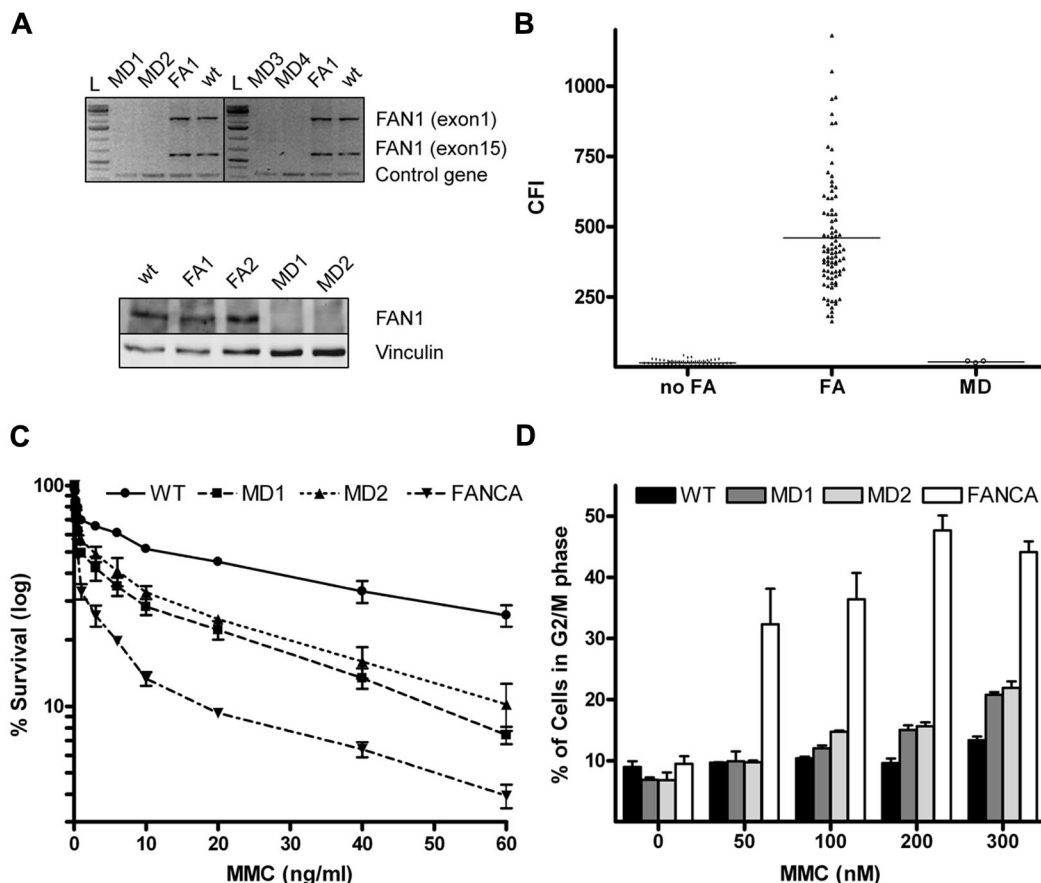 A
L MD1 MD2 FA1 wt L MD3 MD4 FA1 wt
FAN1 (exon1)
FAN1 (exon15)
Control gene
wt FA1 FA2 MD1 MD2
FAN1
Vinculin
B
CFI
1000
750
500
250
no FA FA MD
C
% Survival (log)
100
10
WT MD1 MD2 FANCA
0 10 20 30 40 50 60
MMC (ng/ml)
D
% of Cells in G2/M phase
WT MD1 MD2 FANCA
50
40
30
20
10
0 50 100 200 300
MMC (nM)